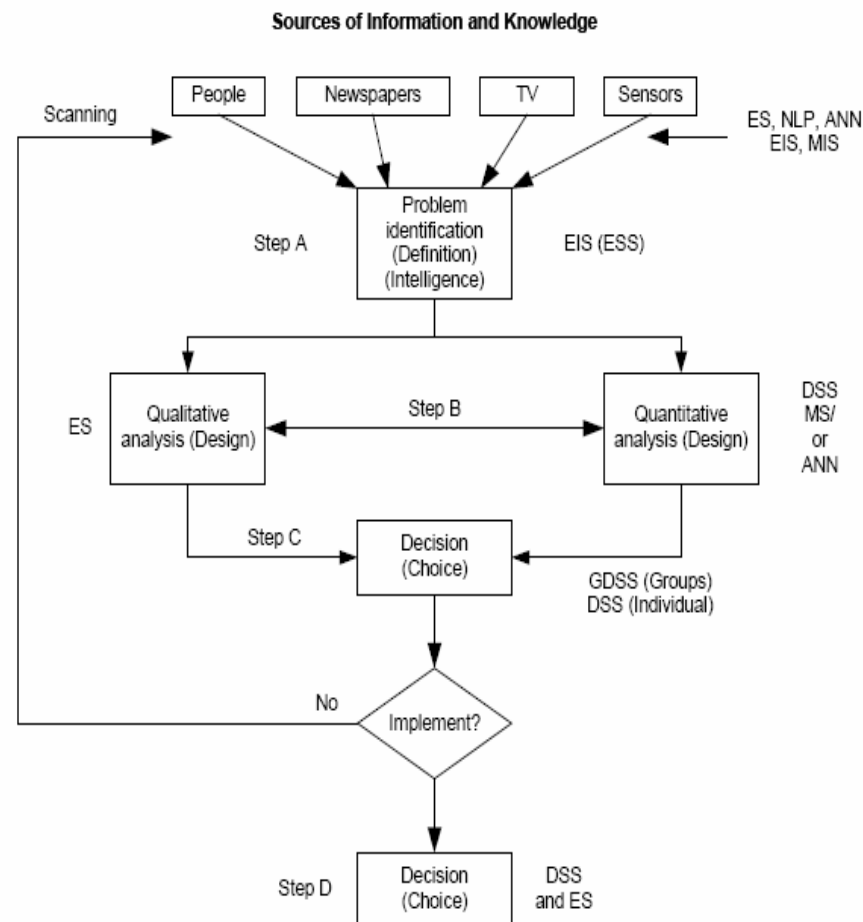 Sources of Information and Knowledge
People
Newspapers
TV
Sensors
Scanning
ES, NLP, ANN
EIS, MIS
Problem
identification
(Definition)
(Intelligence)
Step A
EIS (ESS)
ES
Qualitative
analysis (Design)
Step B
Quantitative
analysis (Design)
DSS
MS/
or
ANN
Step C
Decision
(Choice)
GDSS (Groups)
DSS (Individual)
No
Implement?
Step D
Decision
(Choice)
DSS
and ES